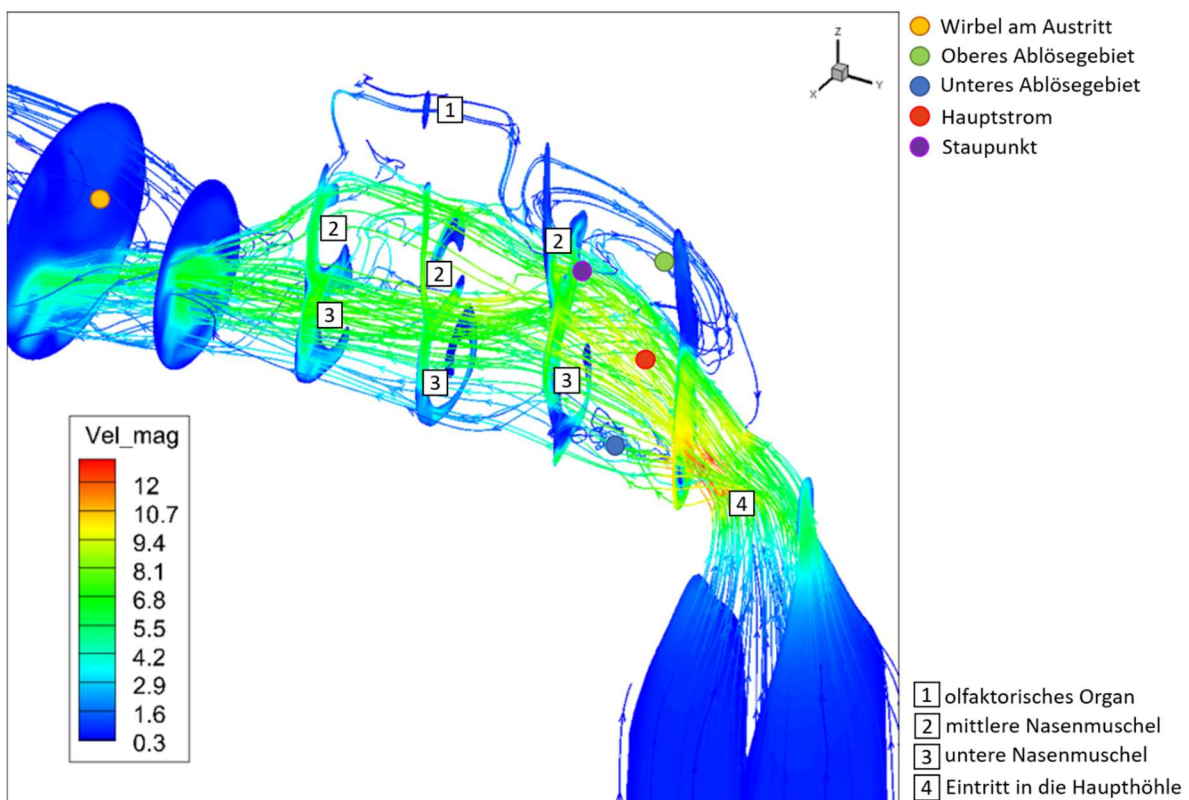 Wirbel am Austritt
Oberes Ablösegebiet
Unteres Ablösegebiet
Hauptstrom
Staupunkt
Z
X
Y
1
2
2
2
3
3
3
4
Vel_mag
12
10.7
9.4
8.1
6.8
5.5
4.2
2.9
1.6
0.3
1 olfaktorisches Organ
2 mittlere Nasenmuschel
3 untere Nasenmuschel
4 Eintritt in die Haupthöhle